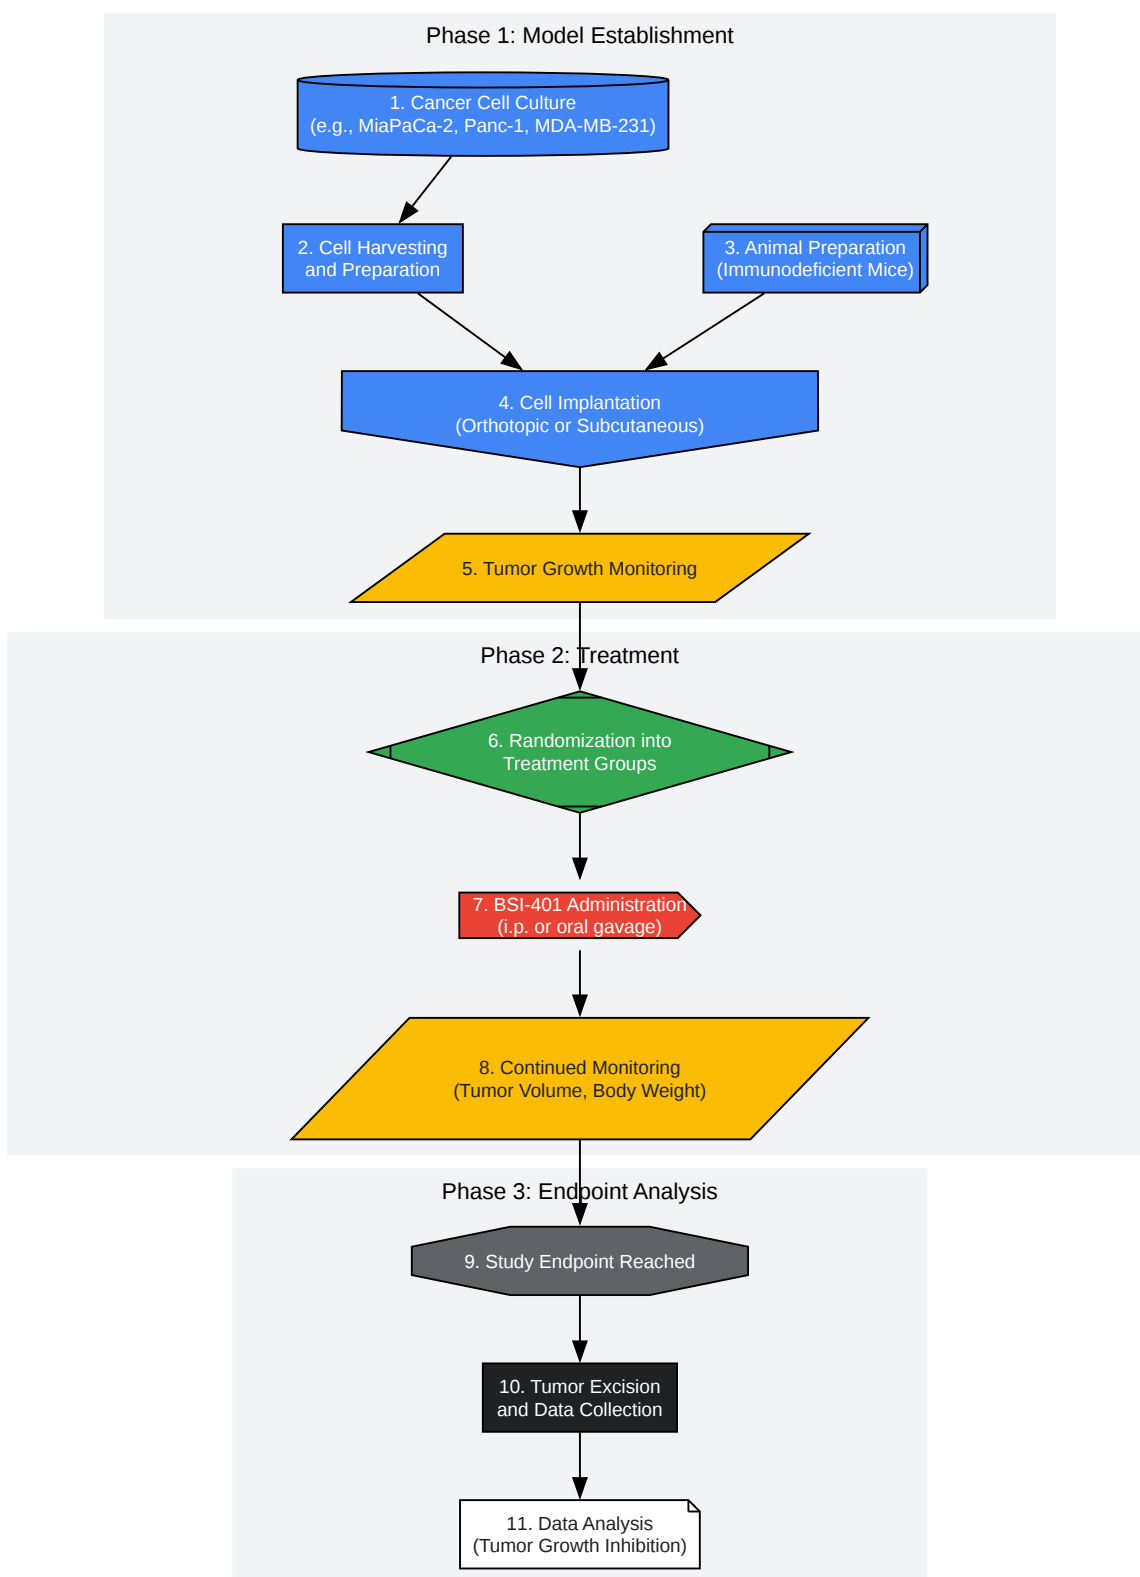 Phase 1: Model Establishment
1. Cancer Cell Culture
(e.g., MiaPaCa-2, Panc-1, MDA-MB-231)
2. Cell Harvesting
and Preparation
3. Animal Preparation
(Immunodeficient Mice)
4. Cell Implantation
(Orthotopic or Subcutaneous)
5. Tumor Growth Monitoring
Phase 2: Treatment
6. Randomization into
Treatment Groups
7. BSI-401 Administration
(i.p. or oral gavage)
8. Continued Monitoring
(Tumor Volume, Body Weight)
Phase 3: Endpoint Analysis
9. Study Endpoint Reached
10. Tumor Excision
and Data Collection
11. Data Analysis
(Tumor Growth Inhibition)